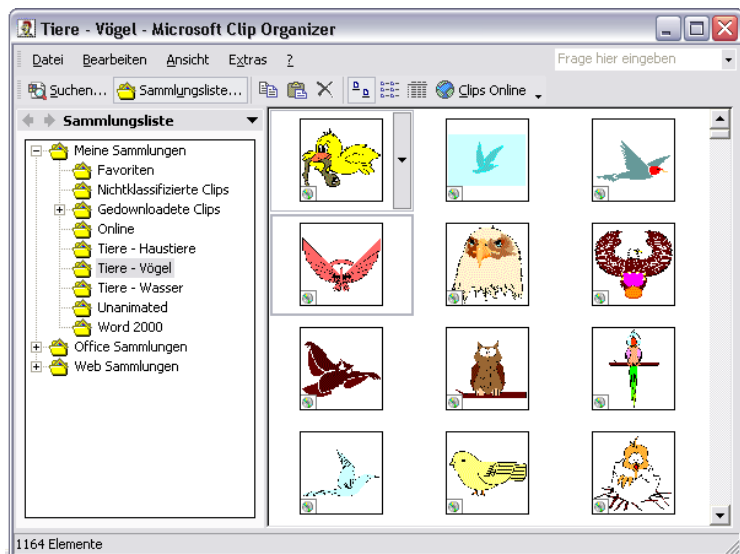 Tiere - Vögel - Microsoft Clip Organizer
Datei Bearbeiten Ansicht Extras ? Frage hier eingeben
Suchen... Sammlungsliste... Clips Online
Sammlungsliste
Meine Sammlungen
Favoriten
Nichtklassifizierte Clips
Gedownloadete Clips
Online
Tiere - Haustiere
Tiere - Vögel
Tiere - Wasser
Unanimated
Word 2000
Office Sammlungen
Web Sammlungen
1164 Elemente